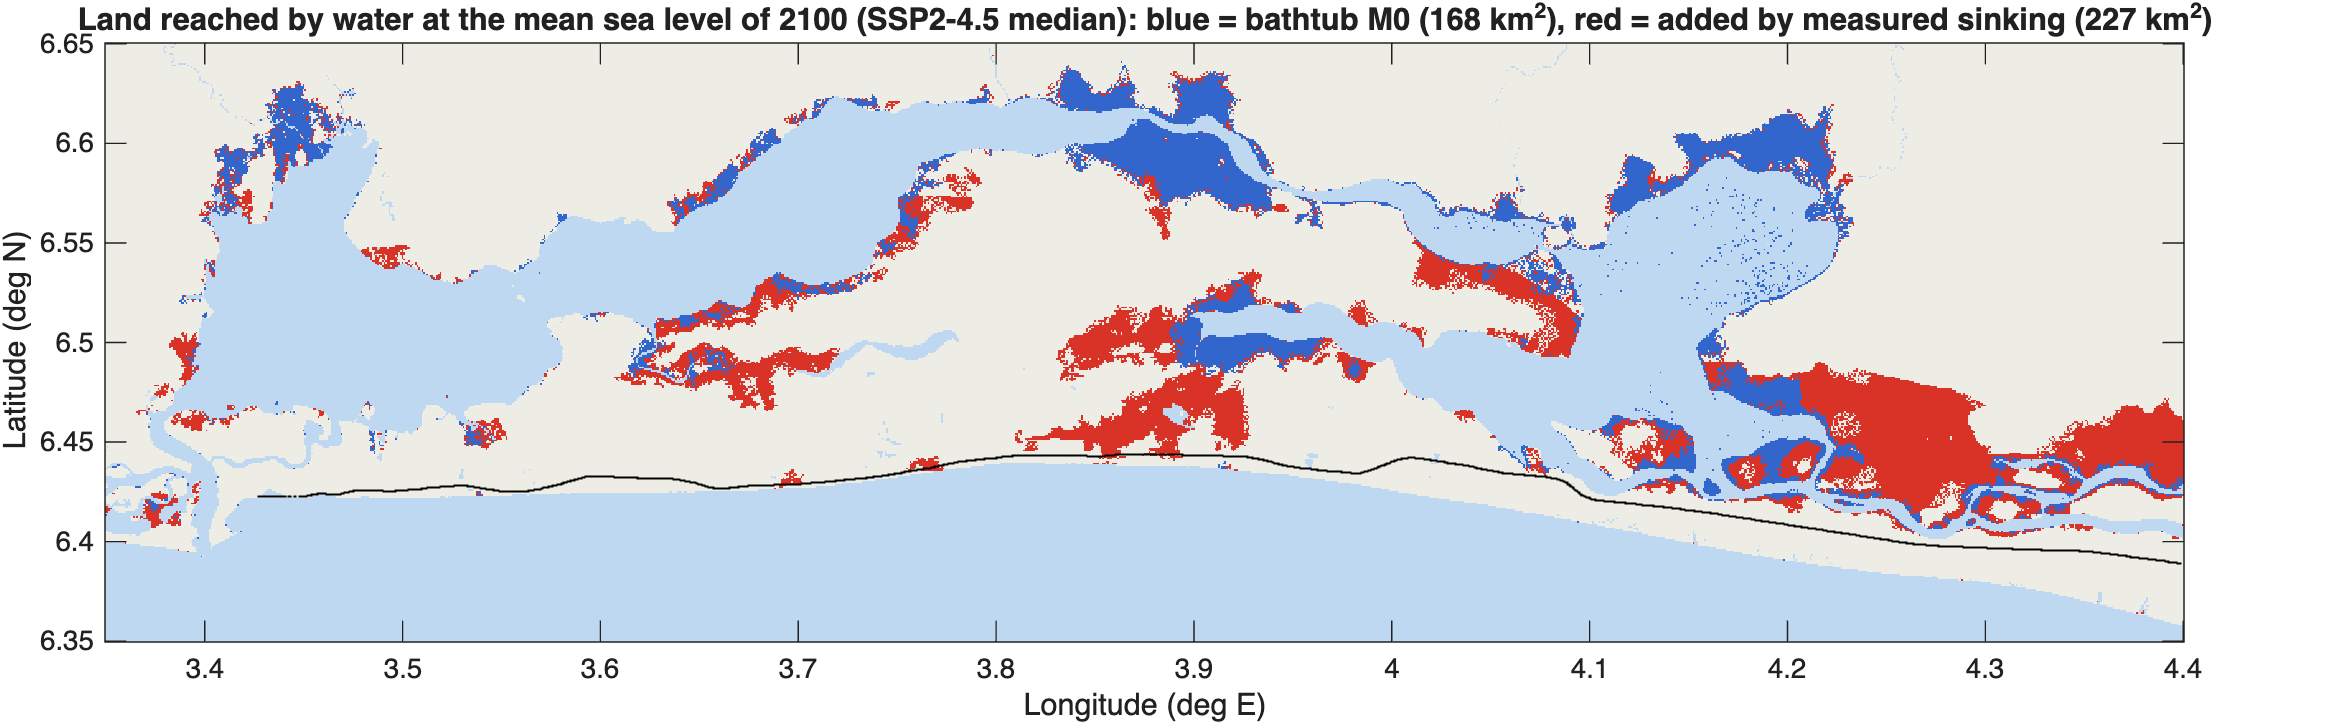 Land reached by water at the mean sea level of 2100 (SSP2-4.5 median): blue = bathtub M0 (168 km²), red = added by measured sinking (227 km²)
6.65
6.6
6.55
6.5
6.45
6.4
6.35
Latitude (deg N)
3.4 3.5 3.6 3.7 3.8 3.9 4 4.1 4.2 4.3 4.4
Longitude (deg E)